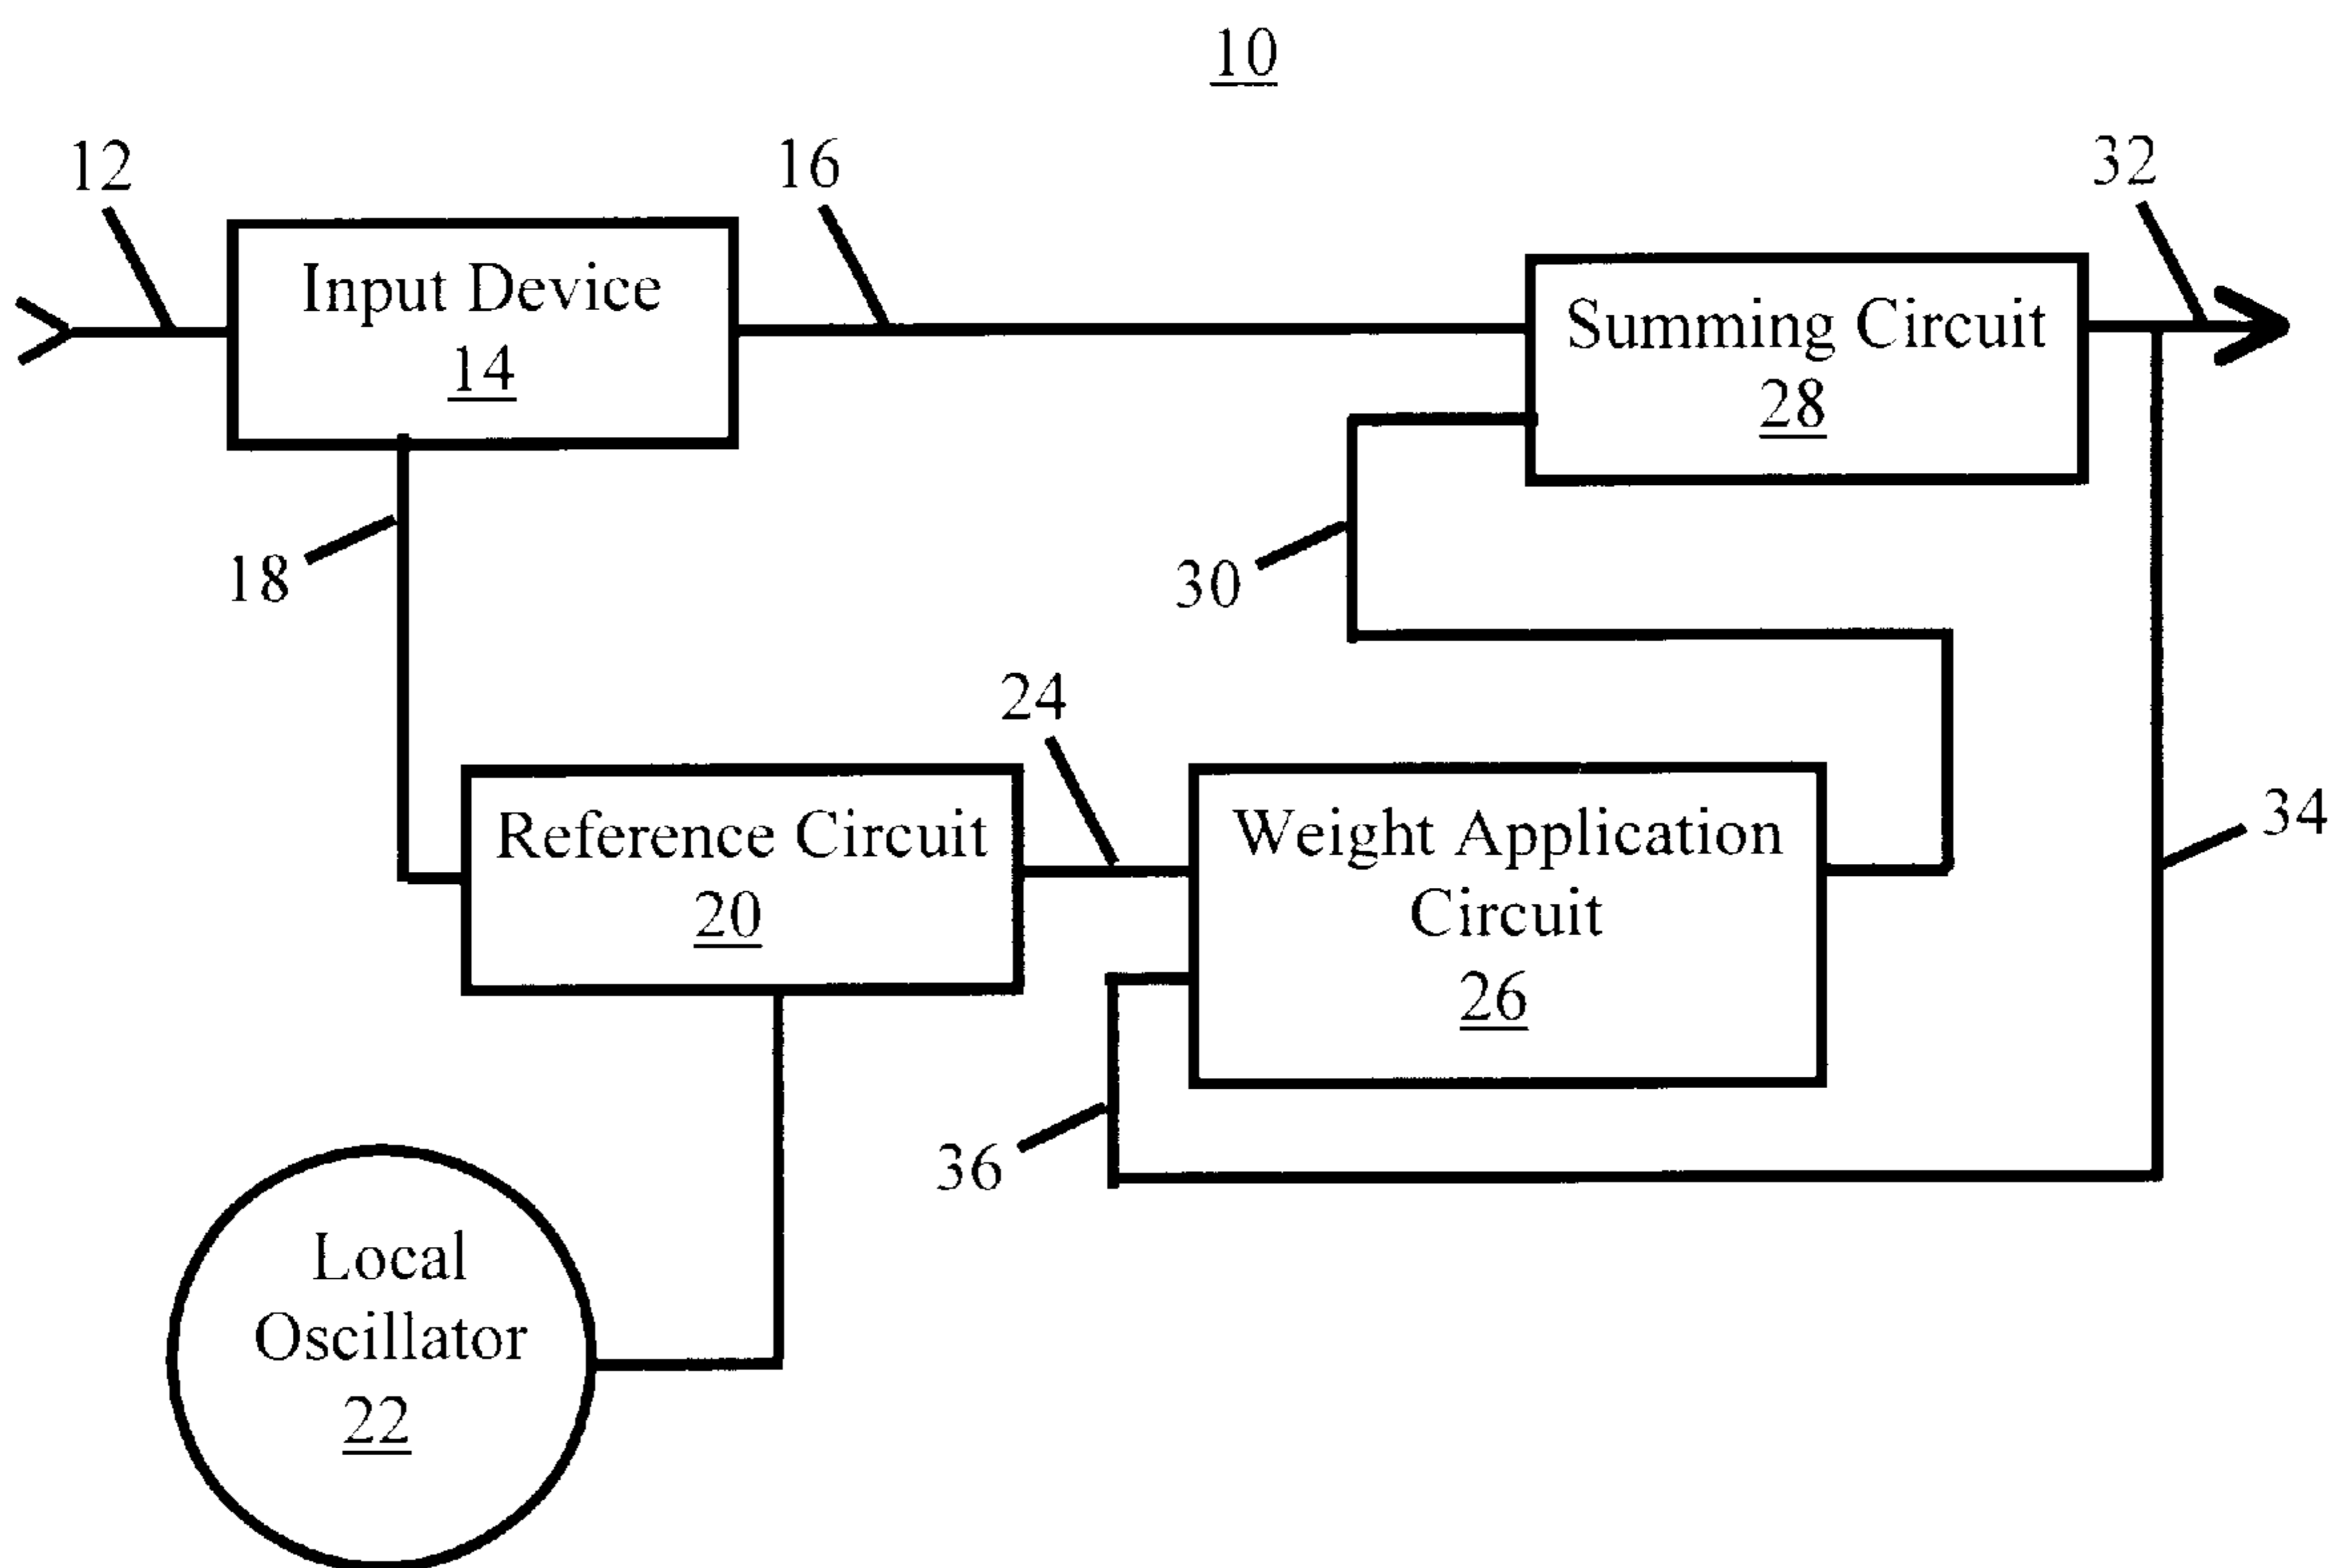 10
12
16
32
Input Device
14
Summing Circuit
28
18
30
24
34
Reference Circuit
20
Weight Application
Circuit
26
36
Local
Oscillator
22